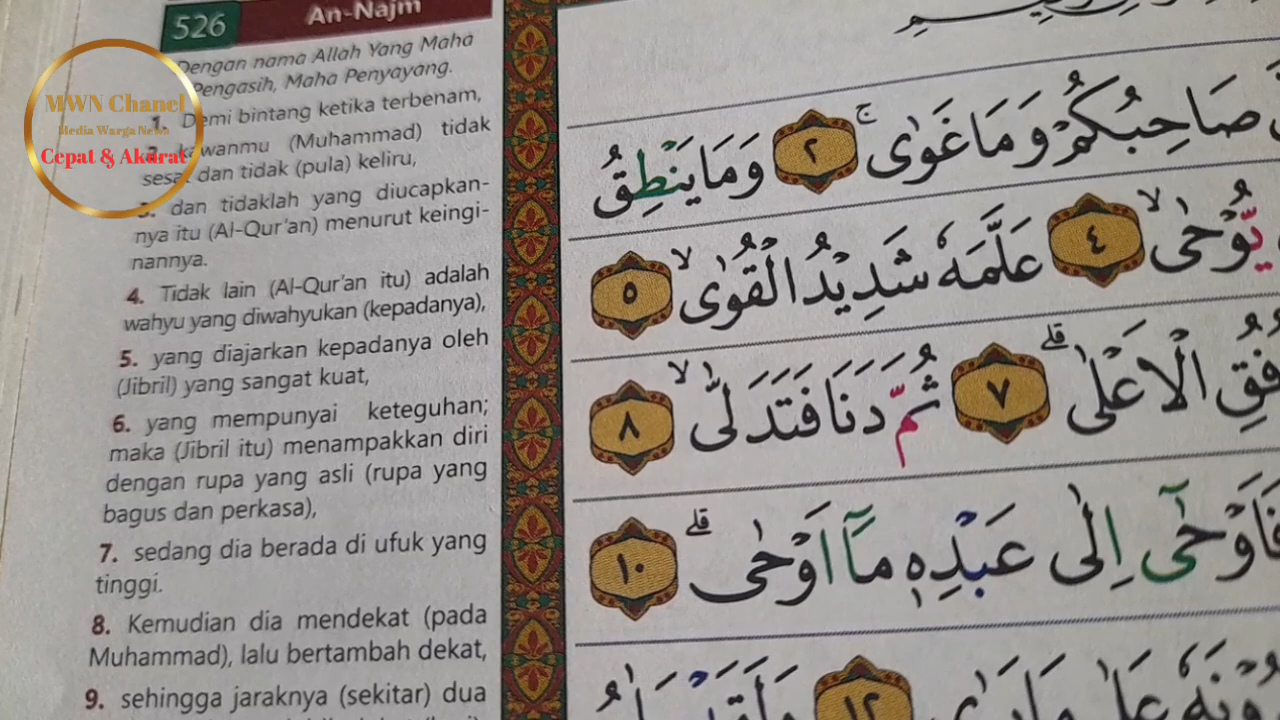 526
An-Najm
Dengan nama Allah Yang Maha
Pengasih, Maha Penyayang.
1. Demi bintang ketika terbenam,
2. kawanmu (Muhammad) tidak
sesat dan tidak (pula) keliru,
3. dan tidaklah yang diucapkan-
nya itu (Al-Qur'an) menurut keingi-
nannya.
4. Tidak lain (Al-Qur'an itu) adalah
wahyu yang diwahyukan (kepadanya),
5. yang diajarkan kepadanya oleh
(Jibril) yang sangat kuat,
6. yang mempunyai keteguhan;
maka (Jibril itu) menampakkan diri
dengan rupa yang asli (rupa yang
bagus dan perkasa),
7. sedang dia berada di ufuk yang
tinggi.
8. Kemudian dia mendekat (pada
Muhammad), lalu bertambah dekat,
9. sehingga jaraknya (sekitar) dua
MWN Chanel
Media Warga News
Cepat & Akurat
صَاحِبُكُمْ وَمَا غَوٰىۚ ٢ وَمَا يَنْطِقُ
يُّوْحٰىۙ ٤ عَلَّمَهٗ شَدِيْدُ الْقُوٰىۙ ٥
الْاَعْلٰىۗ ٧ ثُمَّ دَنَا فَتَدَلّٰىۙ ٨
فَاَوْحٰىٓ اِلٰى عَبْدِهٖ مَآ اَوْحٰىۗ ١٠
عَلٰى مَا يَرٰى ١٢